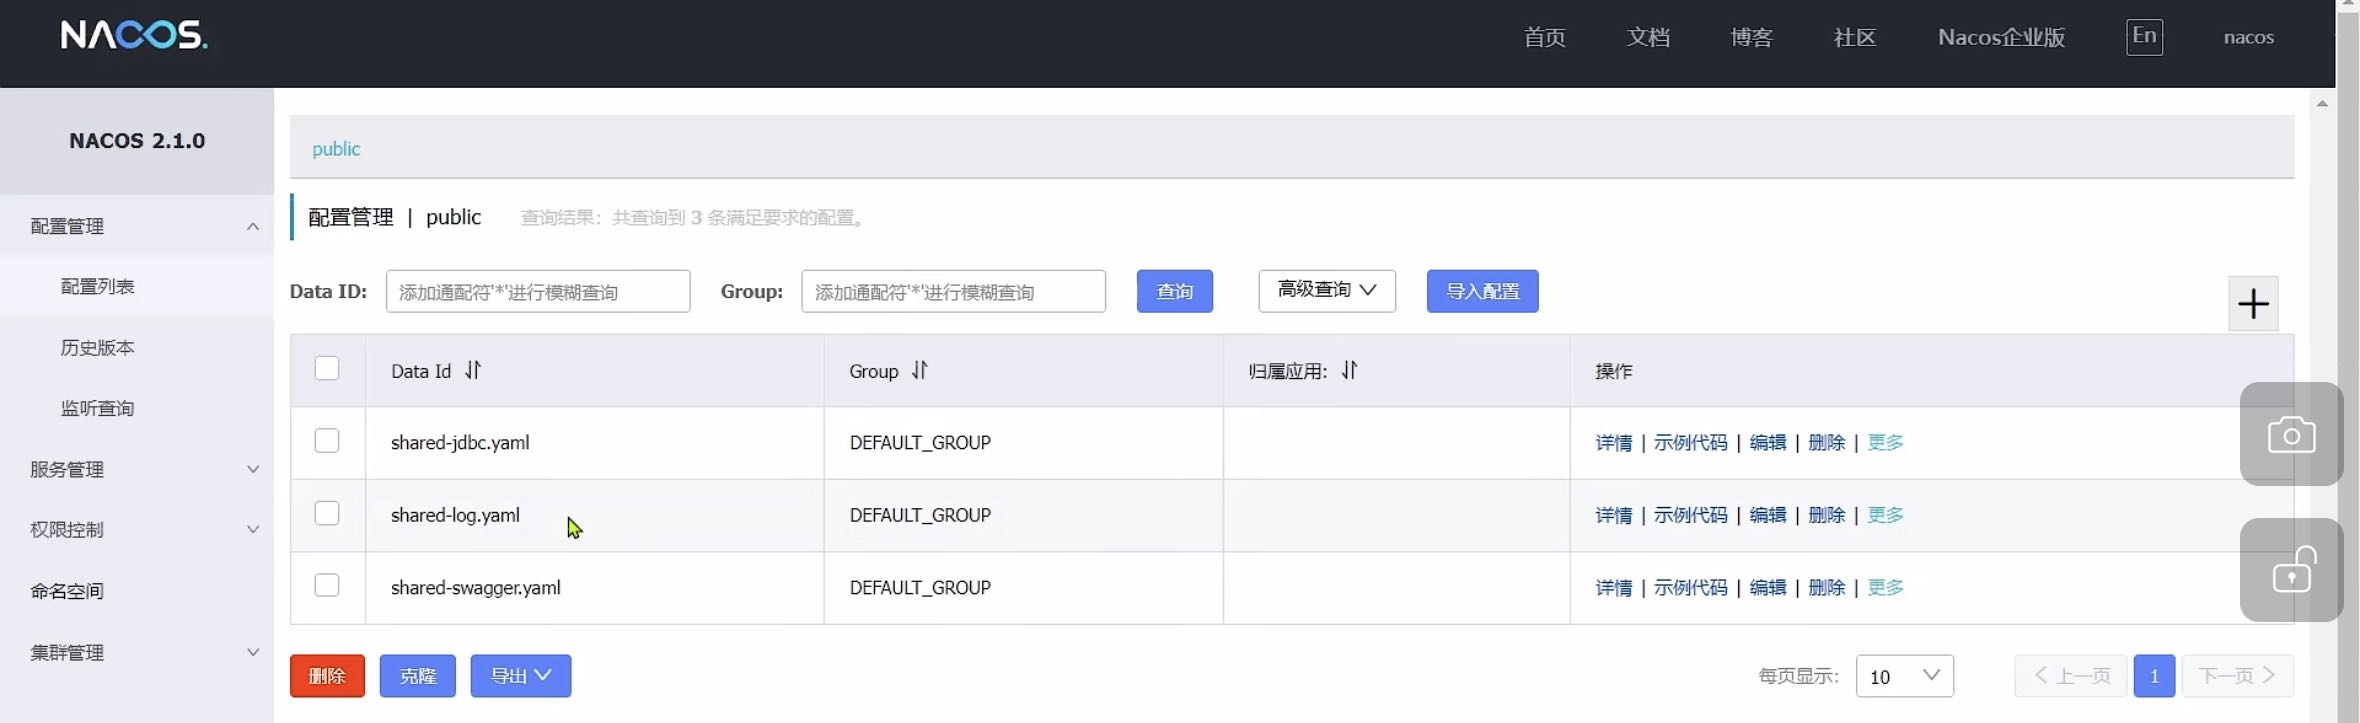 NACOS.
首页 文档 博客 社区 Nacos企业版 En nacos
NACOS 2.1.0
配置管理
配置列表
历史版本
监听查询
服务管理
权限控制
命名空间
集群管理
public
配置管理 | public 查询结果：共查询到 3 条满足要求的配置。
Data ID: 添加通配符'*'进行模糊查询 Group: 添加通配符'*'进行模糊查询 查询 高级查询 导入配置
Data Id Group 归属应用: 操作
shared-jdbc.yaml DEFAULT_GROUP 详情 | 示例代码 | 编辑 | 删除 | 更多
shared-log.yaml DEFAULT_GROUP 详情 | 示例代码 | 编辑 | 删除 | 更多
shared-swagger.yaml DEFAULT_GROUP 详情 | 示例代码 | 编辑 | 删除 | 更多
删除 克隆 导出 每页显示: 10 上一页 1 下一页